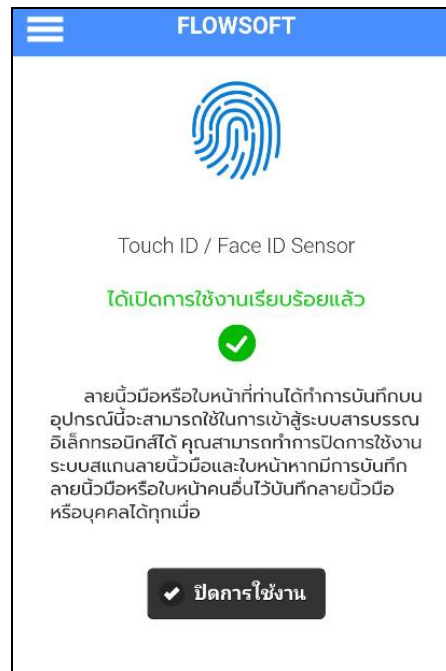 FLOWSOFT
Touch ID / Face ID Sensor
ได้เปิดการใช้งานเรียบร้อยแล้ว
ลายนิ้วมือหรือใบหน้าที่ท่านได้ทำการบันทึกบน
อุปกรณ์นี้จะสามารถใช้ในการเข้าสู้ระบบสารบรรณ
อิเล็กทรอนิกส์ได้ คุณสามารถทำการปิดการใช้งาน
ระบบสแกนลายนิ้วมือและใบหน้าหากมีการบันทึก
ลายนิ้วมือหรือใบหน้าคนอื่นไว้บันทึกลายนิ้วมือ
หรือบุคคลได้ทุกเมื่อ
ปิดการใช้งาน